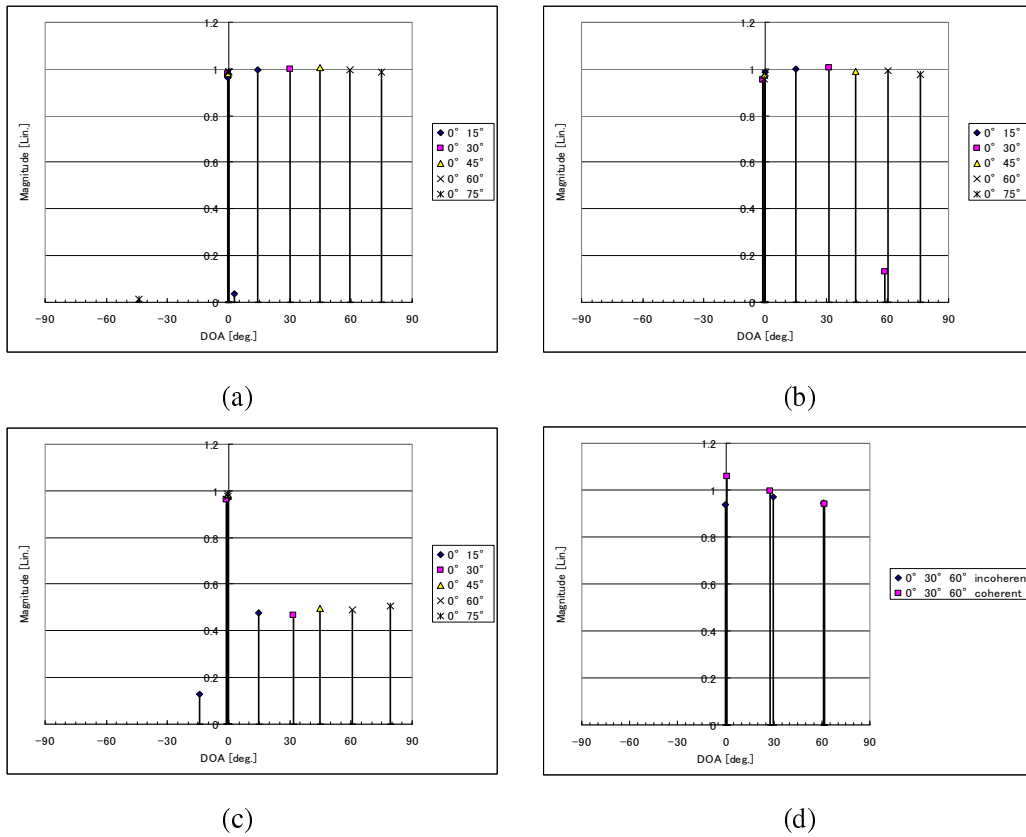 1.2
1
0.8
0.6
0.4
0.2
0
-90 -60 -30 0 30 60 90
DOA [deg.]
Magnitude [Lin.]
0° 15°
0° 30°
0° 45°
0° 60°
0° 75°
(a)
1.2
1
0.8
0.6
0.4
0.2
0
-90 -60 -30 0 30 60 90
DOA [deg.]
Magnitude [Lin.]
0° 15°
0° 30°
0° 45°
0° 60°
0° 75°
(b)
1.2
1
0.8
0.6
0.4
0.2
0
-90 -60 -30 0 30 60 90
DOA [deg.]
Magnitude [Lin.]
0° 15°
0° 30°
0° 45°
0° 60°
0° 75°
(c)
1.2
1
0.8
0.6
0.4
0.2
0
-90 -60 -30 0 30 60 90
DOA [deg.]
Magnitude [Lin.]
0° 30° 60° incoherent
0° 30° 60° coherent
(d)